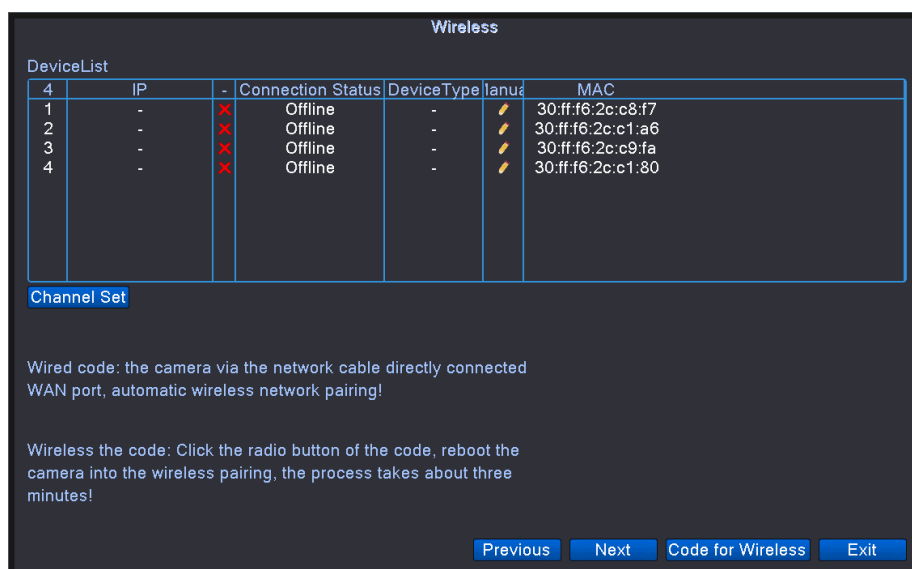 Wireless
DeviceList
4 IP - Connection Status DeviceType Manua MAC
1 - Offline - 30:ff:f6:2c:c8:f7
2 - Offline - 30:ff:f6:2c:c1:a6
3 - Offline - 30:ff:f6:2c:c9:fa
4 - Offline - 30:ff:f6:2c:c1:80
Channel Set
Wired code: the camera via the network cable directly connected
WAN port, automatic wireless network pairing!
Wireless the code: Click the radio button of the code, reboot the
camera into the wireless pairing, the process takes about three
minutes!
Previous Next Code for Wireless Exit